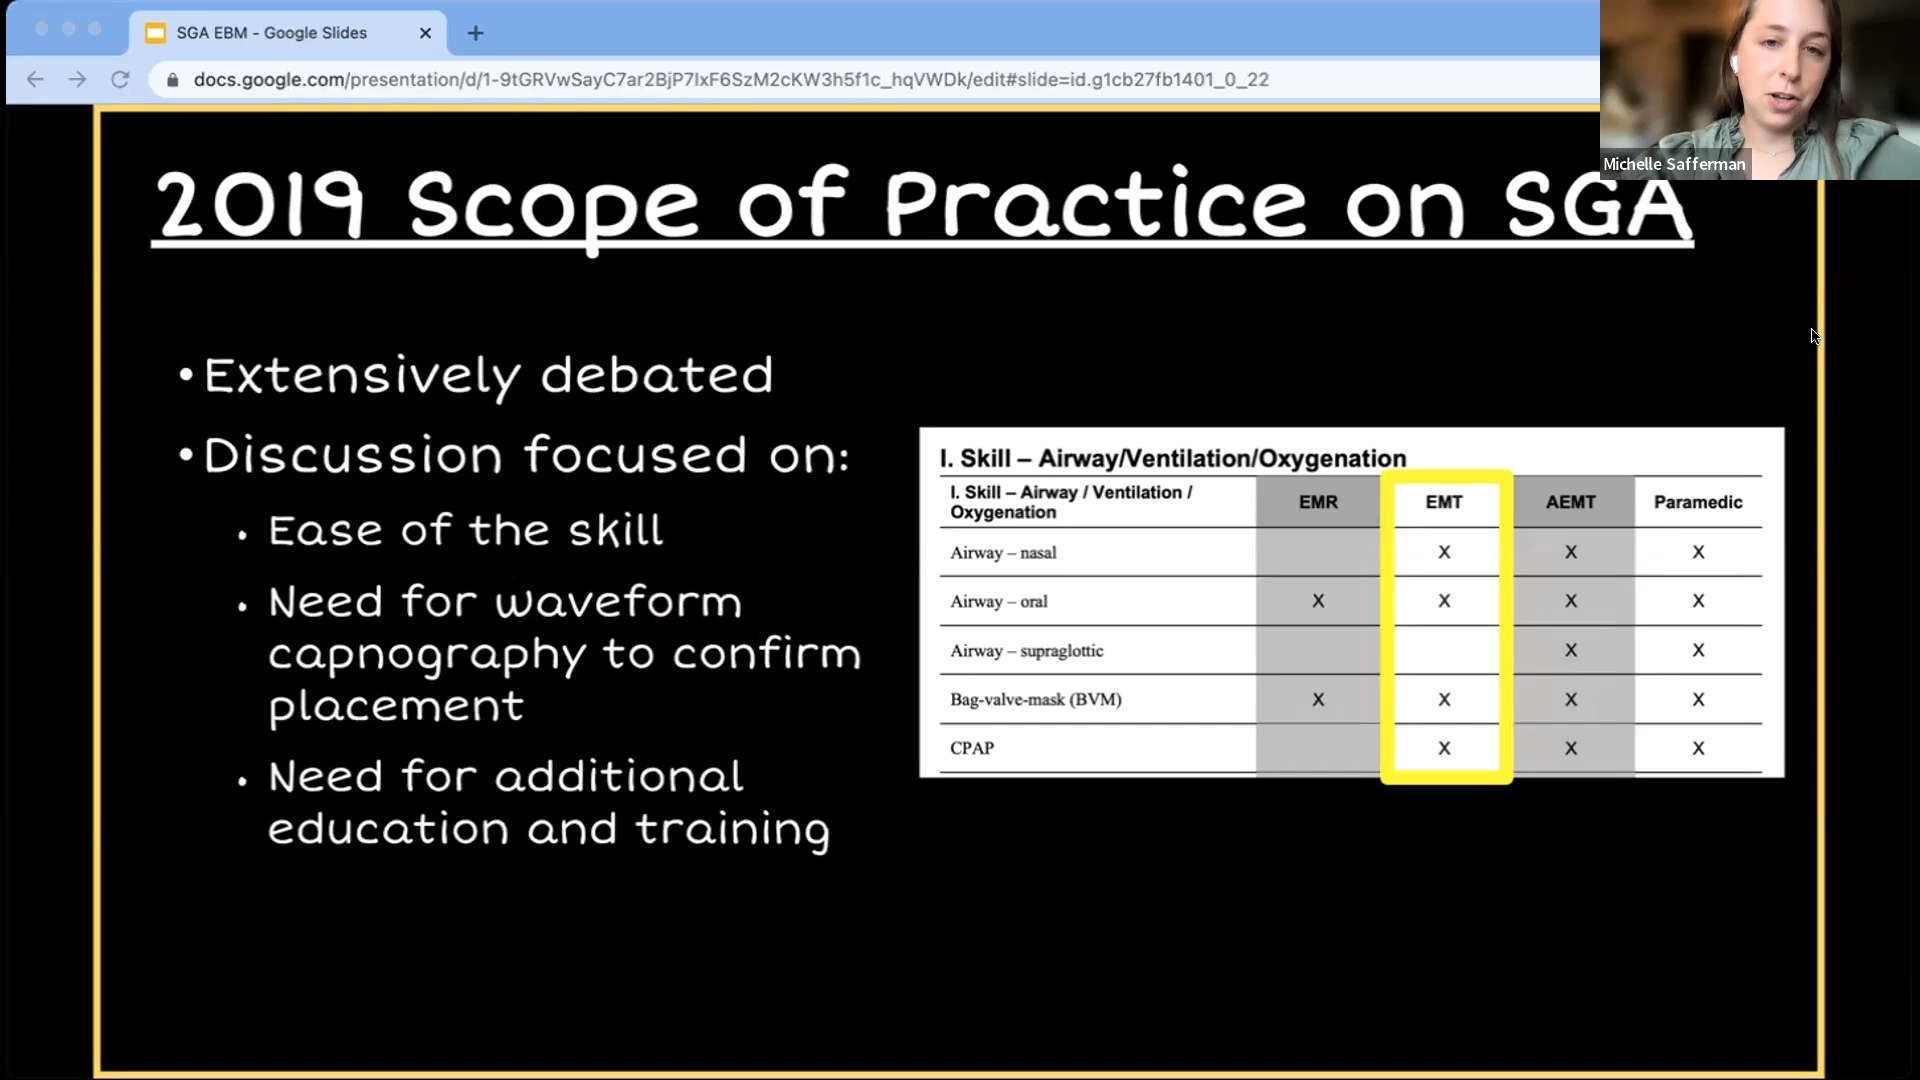 SGA EBM - Google Slides
docs.google.com/presentation/d/1-9tGRVwSayC7ar2BjP7IxF6SzM2cKW3h5f1c_hqVWDk/edit#slide=id.g1cb27fb1401_0_22
Michelle Safferman
2019 Scope of Practice on SGA
• Extensively debated
• Discussion focused on:
• Ease of the skill
• Need for waveform
capnography to confirm
placement
• Need for additional
education and training
I. Skill – Airway/Ventilation/Oxygenation
I. Skill – Airway / Ventilation /
Oxygenation
EMR EMT AEMT Paramedic
Airway – nasal X X X
Airway – oral X X X X
Airway – supraglottic X X
Bag-valve-mask (BVM) X X X X
CPAP X X X